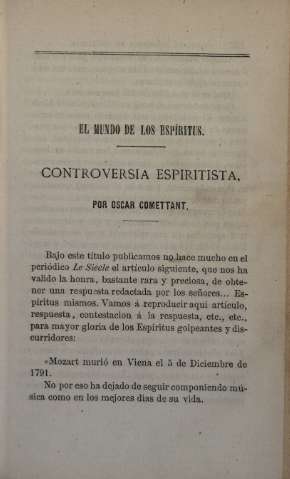 EL MUNDO DE LOS ESPÍRITUS.
CONTROVERSIA ESPIRITISTA,
POR OSCAR COMETTANT.
Bajo este título publicamos no hace mucho en el
periódico Le Siécle el artículo siguiente, que nos ha
valido la honra, bastante rara y preciosa, de obte-
ner una respuesta redactada por los señores... Es-
píritus mismos. Vamos á reproducir aquí artículo,
respuesta, contestacion á la respuesta, etc., etc.,
para mayor gloria de los Espíritus golpeantes y dis-
curridores:
«Mozart murió en Viena el 5 de Diciembre de
1791.
No por eso ha dejado de seguir componiendo mú-
sica como en los mejores dias de su vida.